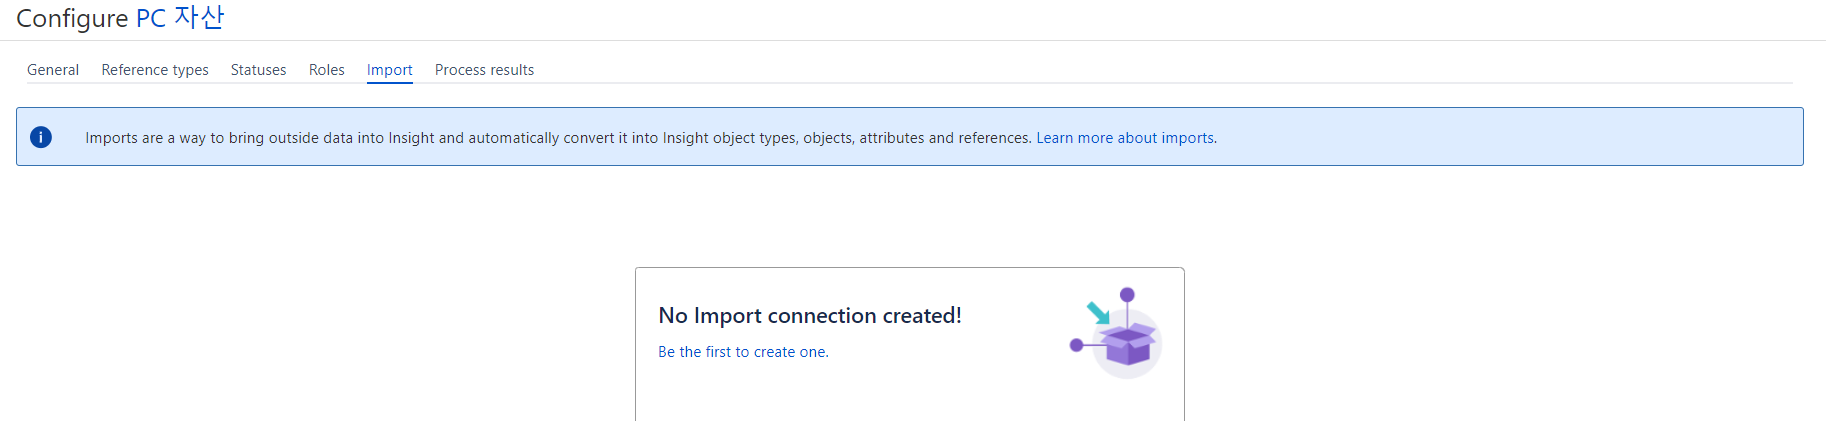 Configure PC 자산
General Reference types Statuses Roles Import Process results
Imports are a way to bring outside data into Insight and automatically convert it into Insight object types, objects, attributes and references. Learn more about imports.
No Import connection created!
Be the first to create one.